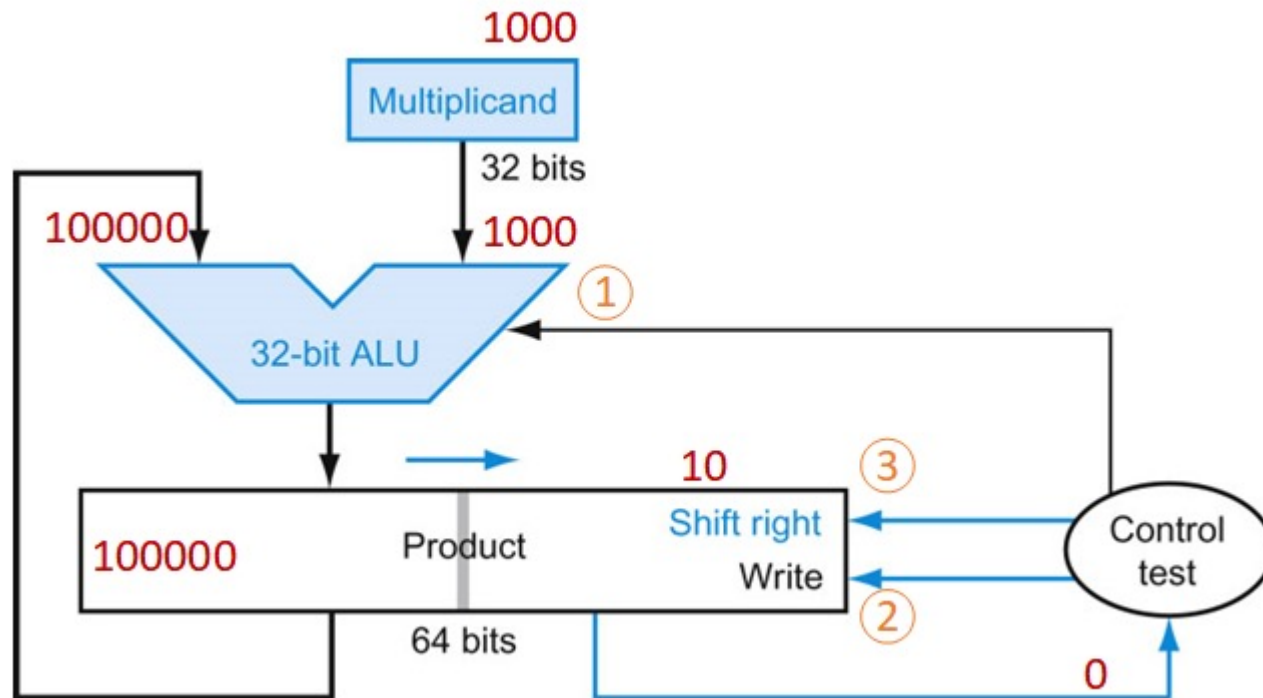 1000
Multiplicand
32 bits
100000
1000
1
32-bit ALU
10
3
Shift right
Control
test
100000
Product
Write
2
64 bits
0